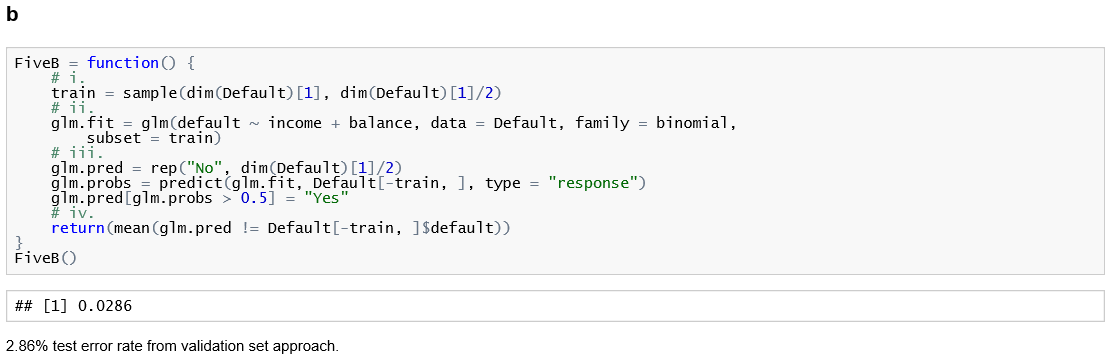 b
FiveB = function() {
    # i.
    train = sample(dim(Default)[1], dim(Default)[1]/2)
    # ii.
    glm.fit = glm(default ~ income + balance, data = Default, family = binomial,
        subset = train)
    # iii.
    glm.pred = rep("No", dim(Default)[1]/2)
    glm.probs = predict(glm.fit, Default[-train, ], type = "response")
    glm.pred[glm.probs > 0.5] = "Yes"
    # iv.
    return(mean(glm.pred != Default[-train, ]$default))
}
FiveB()
## [1] 0.0286
2.86% test error rate from validation set approach.